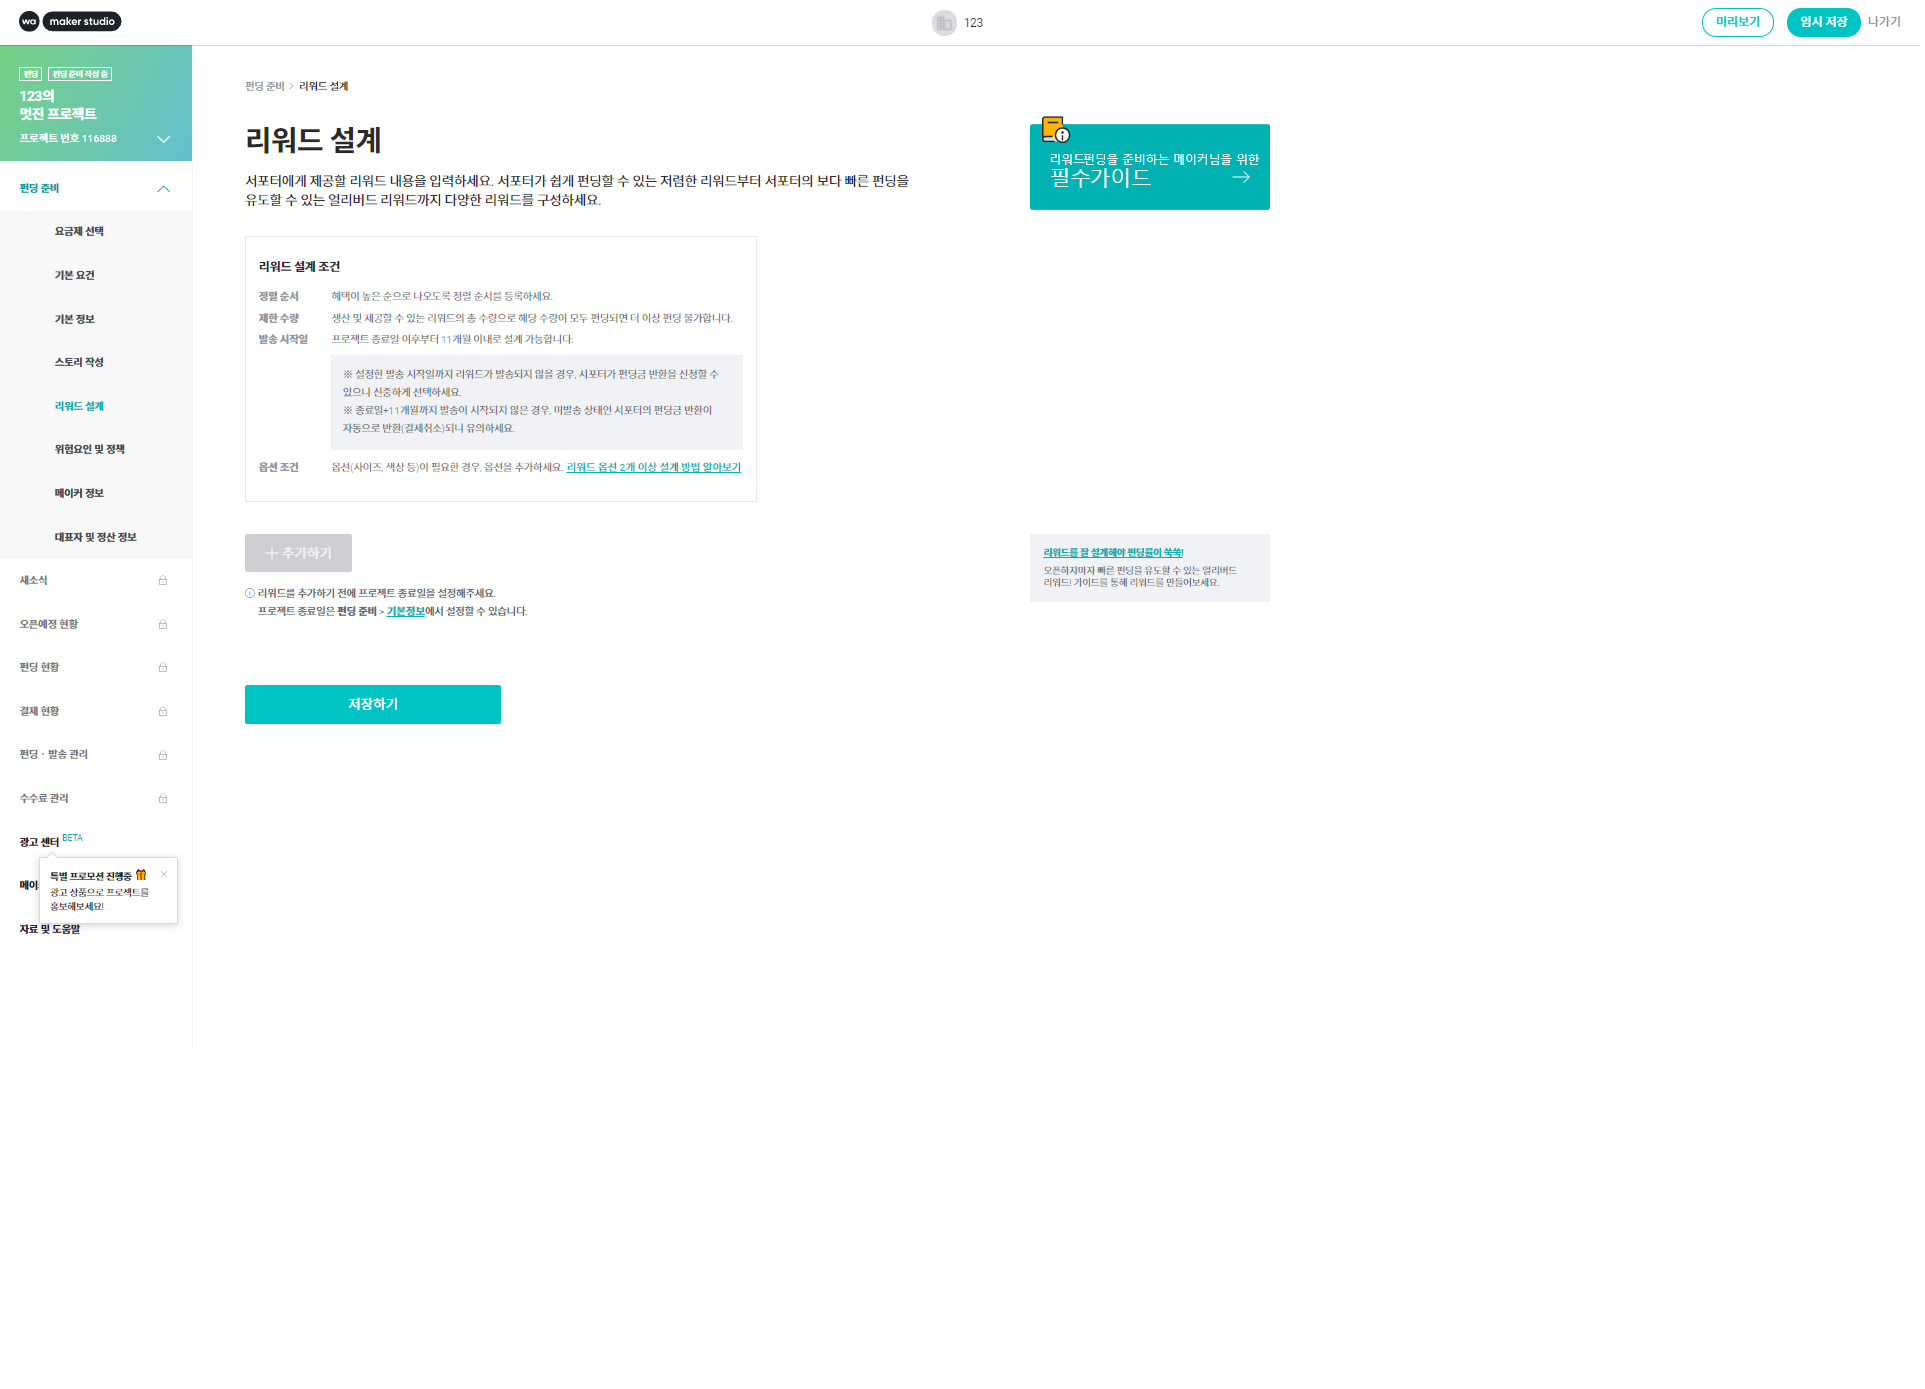 wa maker studio
123
미리보기
임시 저장
나가기
펀딩
펀딩 준비 작성 중
123의
멋진 프로젝트
프로젝트 번호 116888
펀딩 준비
요금제 선택
기본 요건
기본 정보
스토리 작성
리워드 설계
위험요인 및 정책
메이커 정보
대표자 및 정산 정보
새소식
오픈예정 현황
펀딩 현황
결제 현황
펀딩 · 발송 관리
수수료 관리
광고 센터 BETA
특별 프로모션 진행중
광고 상품으로 프로젝트를
홍보해보세요!
메이
자료 및 도움말
펀딩 준비 > 리워드 설계
리워드 설계
서포터에게 제공할 리워드 내용을 입력하세요. 서포터가 쉽게 펀딩할 수 있는 저렴한 리워드부터 서포터의 보다 빠른 펀딩을
유도할 수 있는 얼리버드 리워드까지 다양한 리워드를 구성하세요.
리워드 설계 조건
정렬 순서 혜택이 높은 순으로 나오도록 정렬 순서를 등록하세요.
제한 수량 생산 및 제공할 수 있는 리워드의 총 수량으로 해당 수량이 모두 펀딩되면 더 이상 펀딩 불가합니다.
발송 시작일 프로젝트 종료일 이후부터 11개월 이내로 설계 가능합니다.
※ 설정한 발송 시작일까지 리워드가 발송되지 않을 경우, 서포터가 펀딩금 반환을 신청할 수
있으니 신중하게 선택하세요.
※ 종료일+11개월까지 발송이 시작되지 않은 경우, 미발송 상태인 서포터의 펀딩금 반환이
자동으로 반환(결제취소)되니 유의하세요.
옵션 조건 옵션(사이즈, 색상 등)이 필요한 경우, 옵션을 추가하세요. 리워드 옵션 2개 이상 설계 방법 알아보기
추가하기
리워드를 추가하기 전에 프로젝트 종료일을 설정해주세요.
프로젝트 종료일은 펀딩 준비 > 기본정보에서 설정할 수 있습니다.
저장하기
리워드펀딩을 준비하는 메이커님을 위한
필수가이드
리워드를 잘 설계해야 펀딩률이 쑥쑥!
오픈하자마자 빠른 펀딩을 유도할 수 있는 얼리버드
리워드! 가이드를 통해 리워드를 만들어보세요.